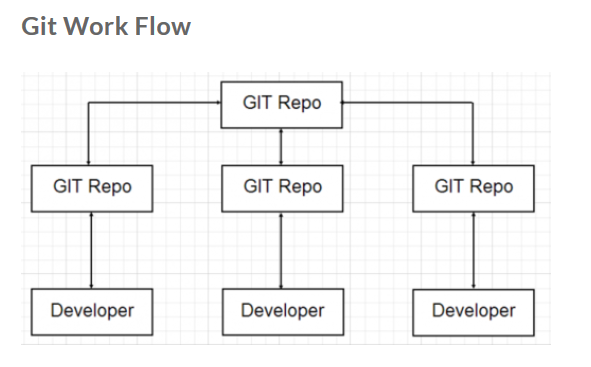 Git Work Flow
GIT Repo
GIT Repo GIT Repo GIT Repo
Developer Developer Developer